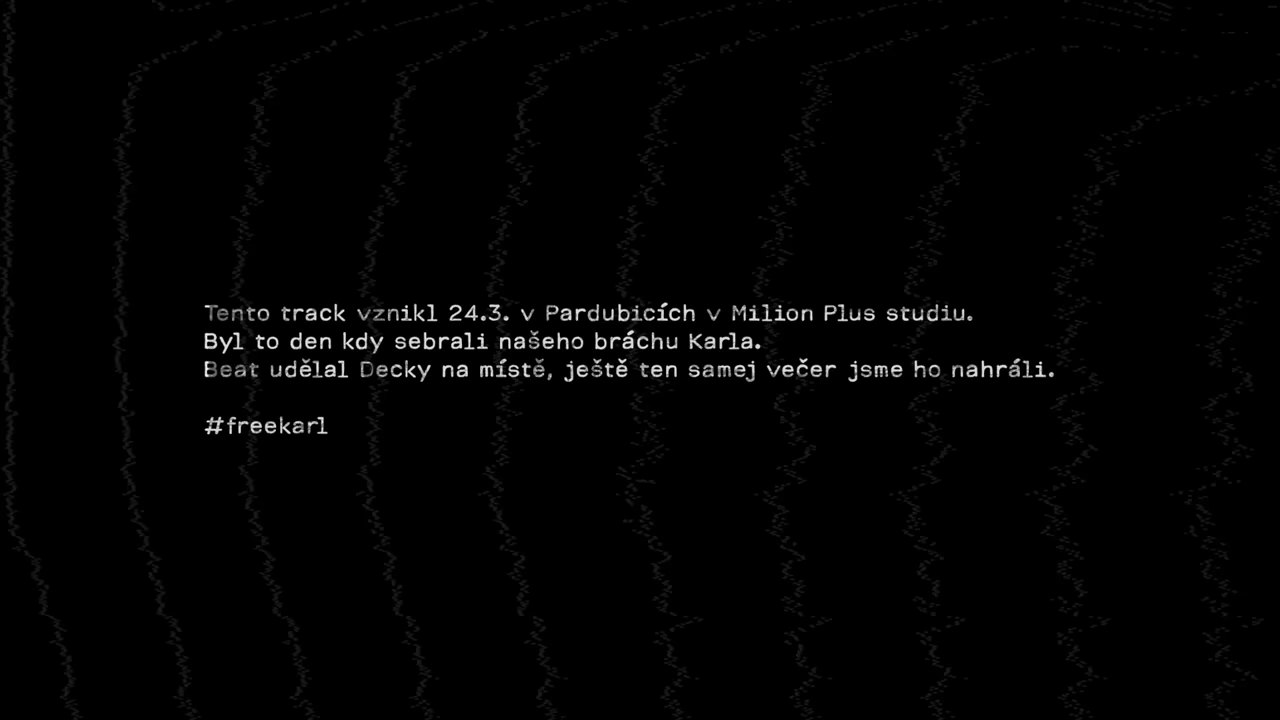 Tento track vznikl 24.3. v Pardubicích v Milion Plus studiu.
Byl to den kdy sebrali našeho bráchu Karla.
Beat udělal Decky na místě, ještě ten samej večer jsme ho nahráli.
#freekarl